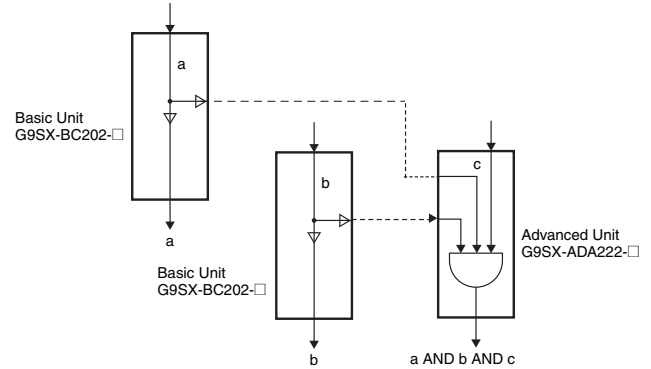 a
Basic Unit
G9SX-BC202-□
a
b
c
Advanced Unit
G9SX-ADA222-□
Basic Unit
G9SX-BC202-□
b
a AND b AND c